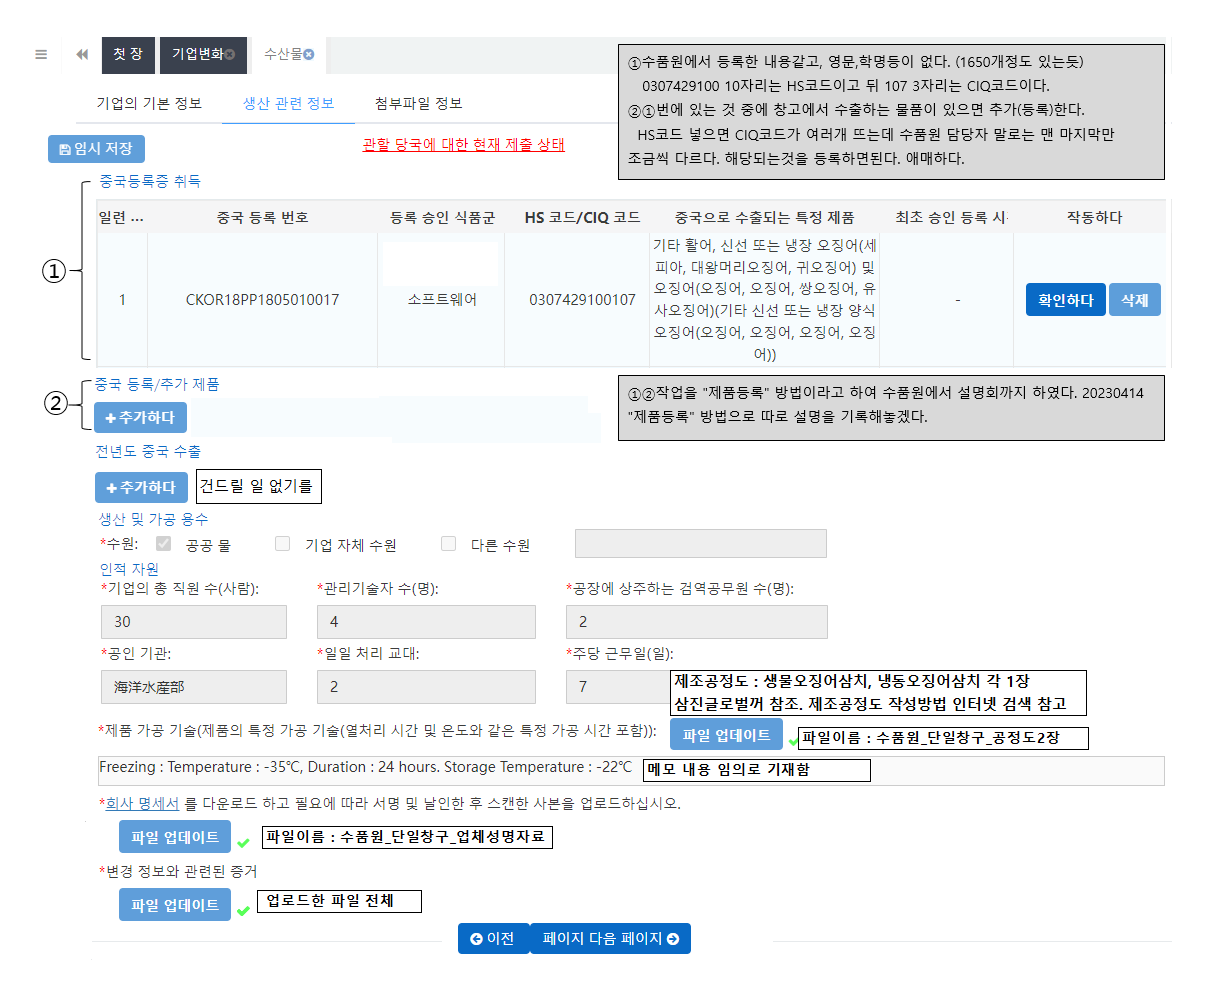 첫 장
기업변화
수산물
①수품원에서 등록한 내용같고, 영문,학명등이 없다. (1650개정도 있는듯)
0307429100 10자리는 HS코드이고 뒤 107 3자리는 CIQ코드이다.
②①번에 있는 것 중에 창고에서 수출하는 물품이 있으면 추가(등록)한다.
HS코드 넣으면 CIQ코드가 여러개 뜨는데 수품원 담당자 말로는 맨 마지막만
조금씩 다르다. 해당되는것을 등록하면된다. 애매하다.
기업의 기본 정보
생산 관련 정보
첨부파일 정보
임시 저장
관할 당국에 대한 현재 제출 상태
중국등록증 취득
일련 ...
중국 등록 번호
등록 승인 식품군
HS 코드/CIQ 코드
중국으로 수출되는 특정 제품
최초 승인 등록 시
작동하다
①
1
CKOR18PP1805010017
소프트웨어
0307429100107
기타 활어, 신선 또는 냉장 오징어(세
피아, 대왕머리오징어, 귀오징어) 및
오징어(오징어, 오징어, 쌍오징어, 유
사오징어)(기타 신선 또는 냉장 양식
오징어(오징어, 오징어, 오징어, 오징
어))
-
확인하다
삭제
②
중국 등록/추가 제품
+추가하다
①②작업을 "제품등록" 방법이라고 하여 수품원에서 설명회까지 하였다. 20230414
"제품등록" 방법으로 따로 설명을 기록해놓겠다.
전년도 중국 수출
+추가하다
건드릴 일 없기를
생산 및 가공 용수
*수원:
공공 물
기업 자체 수원
다른 수원
인적 자원
*기업의 총 직원 수(사람):
*관리기술자 수(명):
*공장에 상주하는 검역공무원 수(명):
30
4
2
*공인 기관:
*일일 처리 교대:
*주당 근무일(일):
海洋水産部
2
7
제조공정도 : 생물오징어삼치, 냉동오징어삼치 각 1장
삼진글로벌꺼 참조. 제조공정도 작성방법 인터넷 검색 참고
*제품 가공 기술(제품의 특정 가공 기술(열처리 시간 및 온도와 같은 특정 가공 시간 포함)):
파일 업데이트
파일이름 : 수품원_단일창구_공정도2장
Freezing : Temperature : -35℃, Duration : 24 hours. Storage Temperature : -22℃
메모 내용 임의로 기재함
*회사 명세서 를 다운로드 하고 필요에 따라 서명 및 날인한 후 스캔한 사본을 업로드하십시오.
파일 업데이트
파일이름 : 수품원_단일창구_업체성명자료
*변경 정보와 관련된 증거
파일 업데이트
업로드한 파일 전체
이전
페이지 다음 페이지